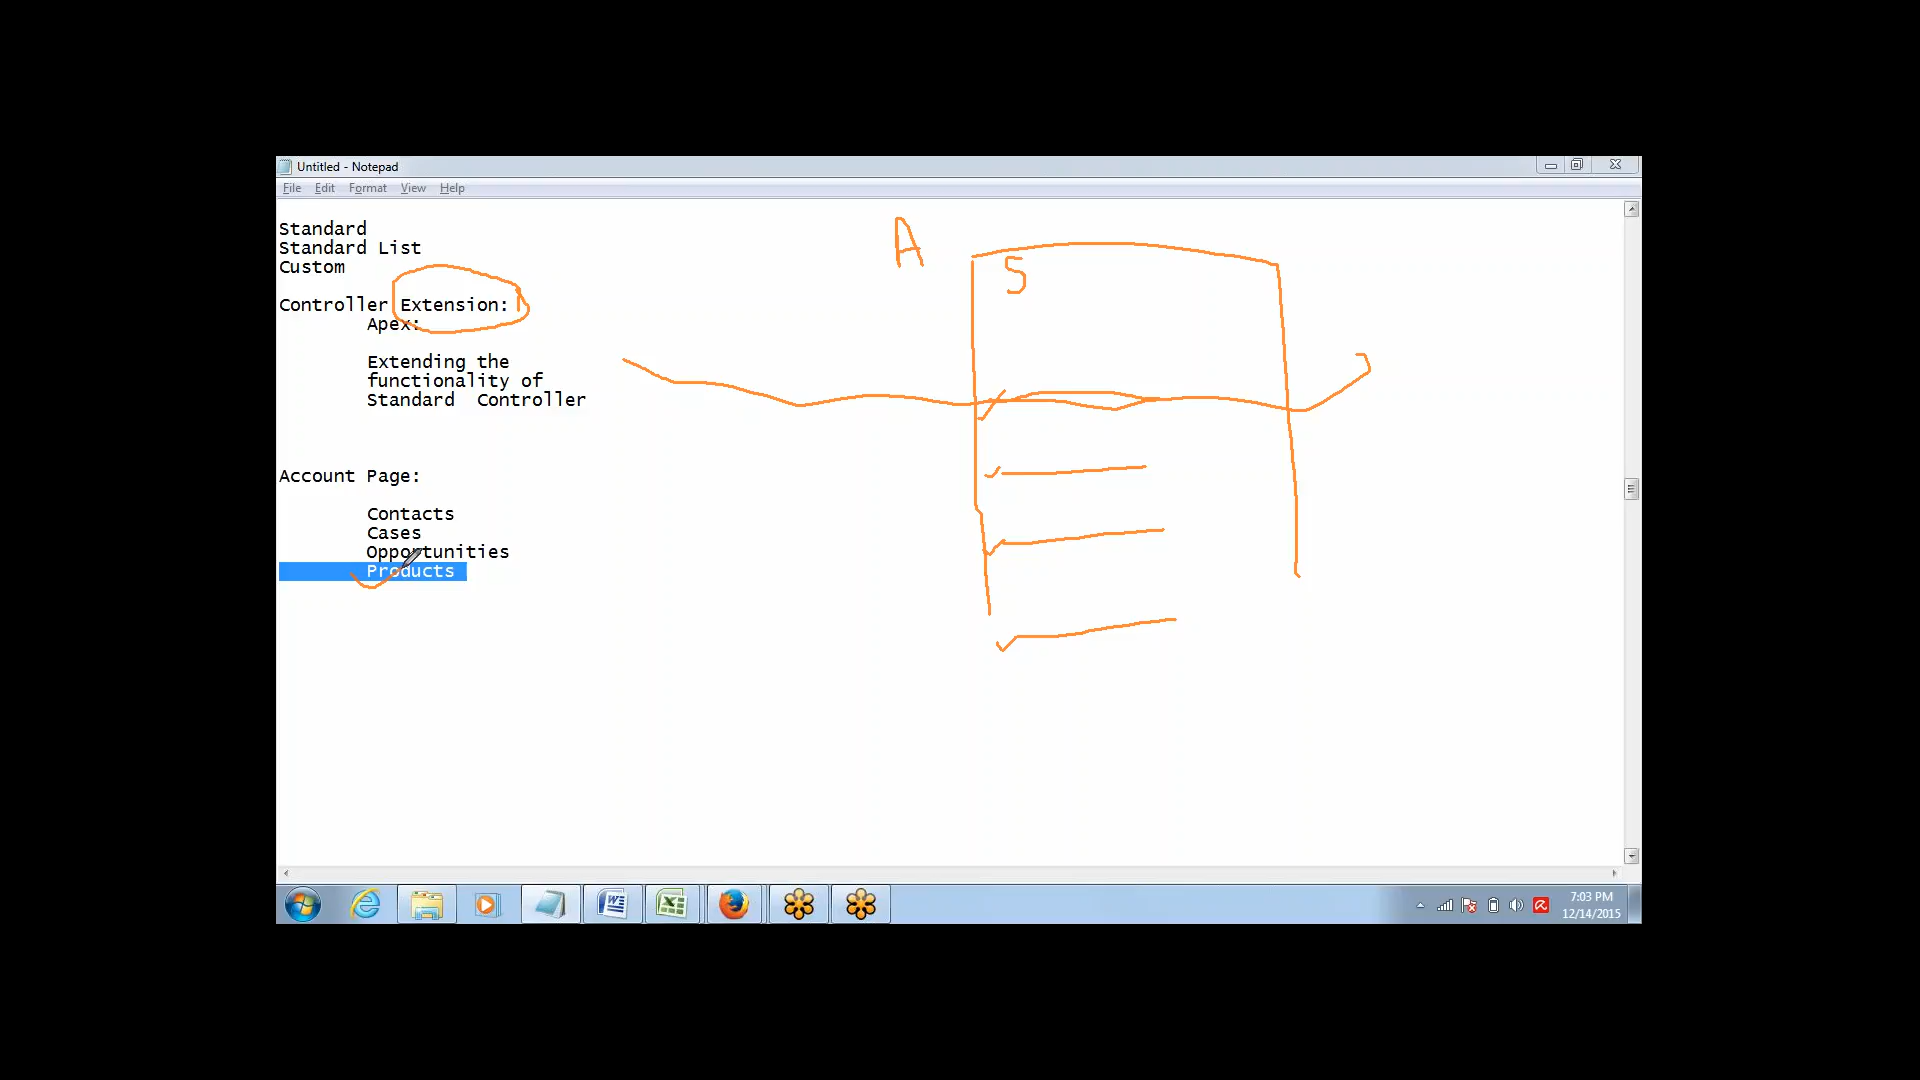 Untitled - Notepad
File Edit Format View Help
A
Standard
Standard List
Custom
5
Controller Extension:
Apex:
Extending the
functionality of
Standard  Controller
Account Page:
Contacts
Cases
Opportunities
Products
7:03 PM
12/14/2015